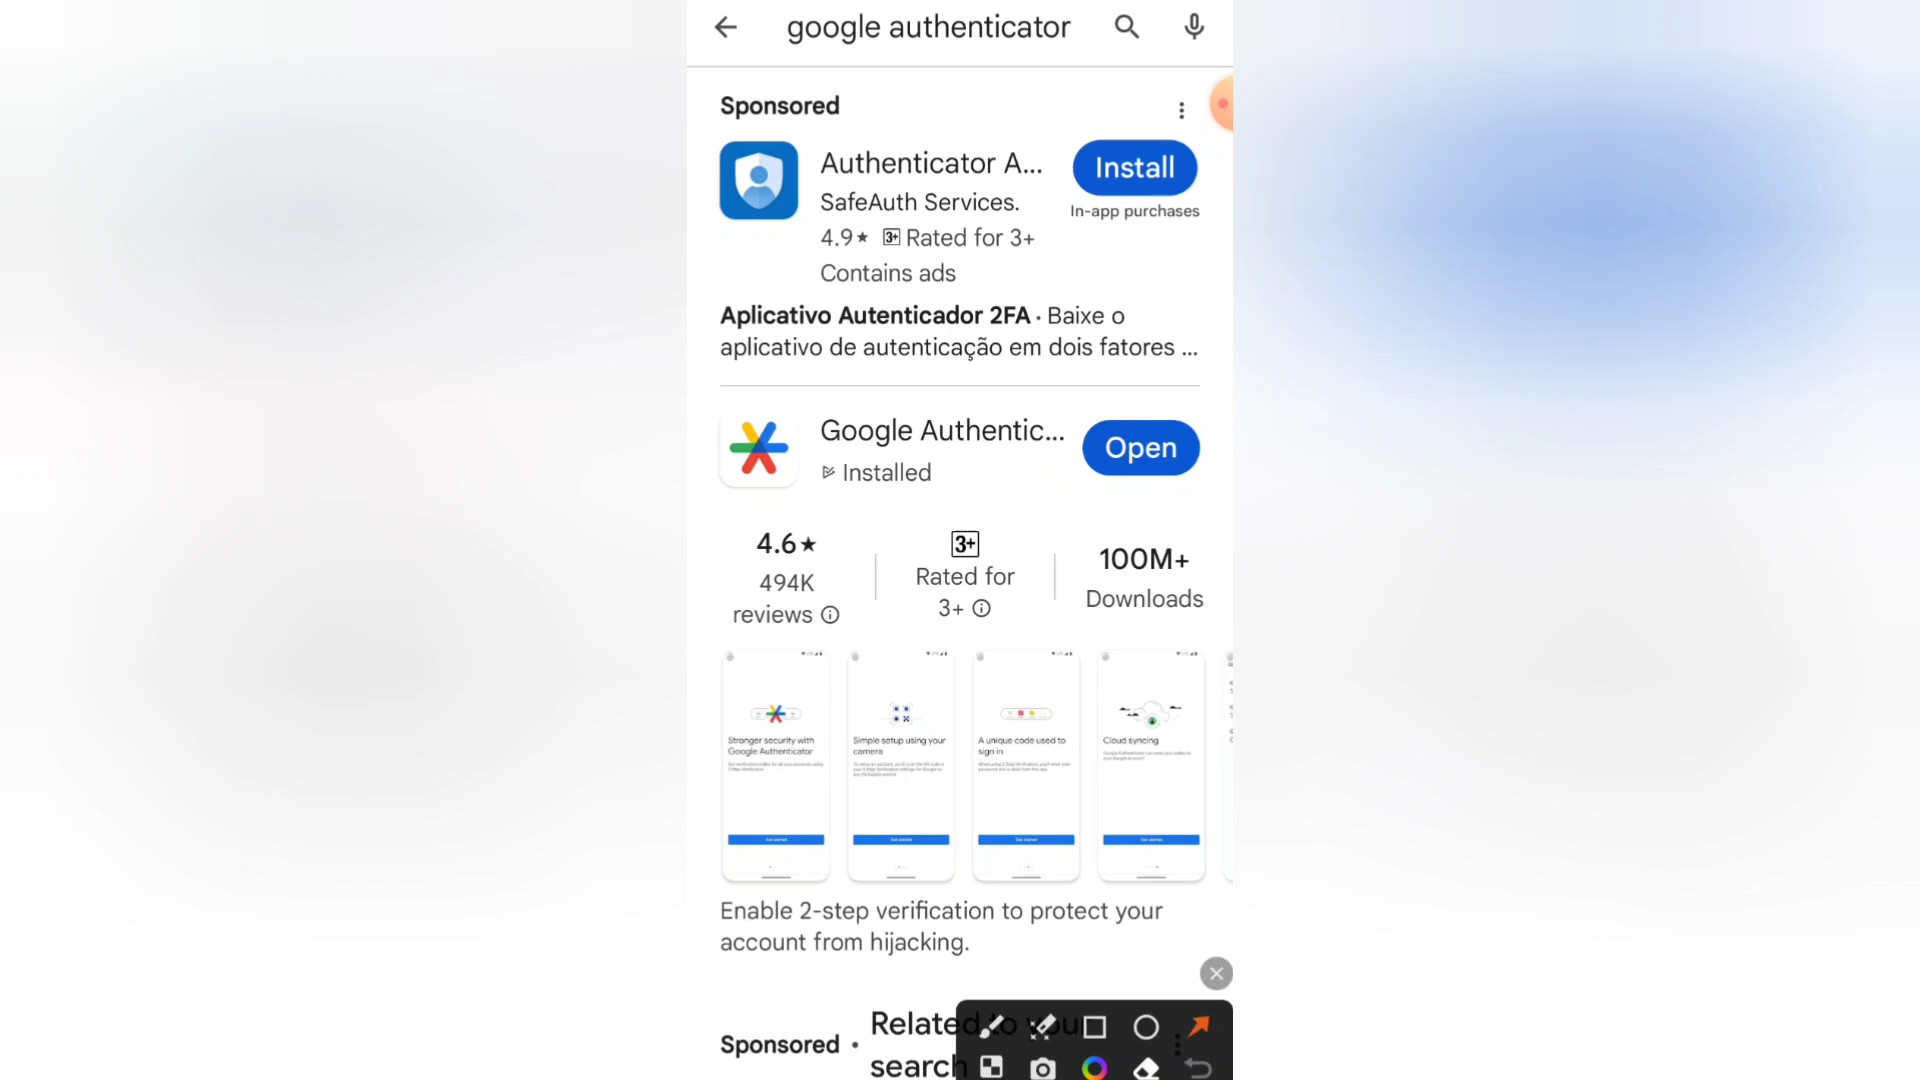 google authenticator
Sponsored
Authenticator A...
Install
SafeAuth Services.
In-app purchases
4.9★ 3+ Rated for 3+
Contains ads
Aplicativo Autenticador 2FA · Baixe o
aplicativo de autenticação em dois fatores ...
Google Authentic...
Installed
Open
4.6★
494K
reviews
3+
Rated for
3+
100M+
Downloads
Stronger security with
Google Authenticator
Simple setup using your
camera
A unique code used to
sign in
Cloud syncing
Enable 2-step verification to protect your
account from hijacking.
Sponsored •
Related to your
search